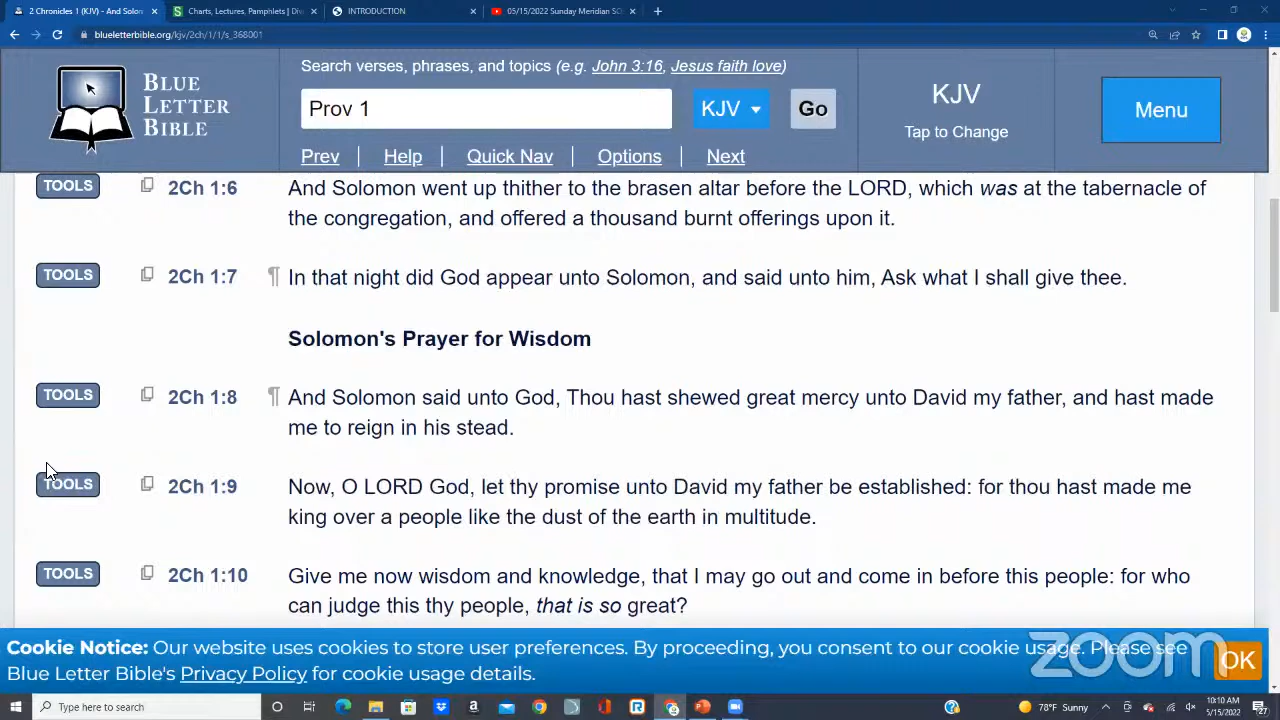 2 Chronicles 1 (KJV) - And Solom
Charts, Lectures, Pamphlets | Div
INTRODUCTION
05/15/2022 Sunday Meridian
blueletterbible.org/kjv/2ch/1/1/s_368001
BLUE
LETTER
BIBLE
Search verses, phrases, and topics (e.g. John 3:16, Jesus faith love)
Prov 1
KJV
Go
Prev | Help | Quick Nav | Options | Next
KJV
Tap to Change
Menu
TOOLS 2Ch 1:6 And Solomon went up thither to the brasen altar before the LORD, which was at the tabernacle of
the congregation, and offered a thousand burnt offerings upon it.
TOOLS 2Ch 1:7 ¶ In that night did God appear unto Solomon, and said unto him, Ask what I shall give thee.
Solomon's Prayer for Wisdom
TOOLS 2Ch 1:8 ¶ And Solomon said unto God, Thou hast shewed great mercy unto David my father, and hast made
me to reign in his stead.
TOOLS 2Ch 1:9 Now, O LORD God, let thy promise unto David my father be established: for thou hast made me
king over a people like the dust of the earth in multitude.
TOOLS 2Ch 1:10 Give me now wisdom and knowledge, that I may go out and come in before this people: for who
can judge this thy people, that is so great?
Cookie Notice: Our website uses cookies to store user preferences. By proceeding, you consent to our cookie usage. Please see
Blue Letter Bible's Privacy Policy for cookie usage details.
OK
zoom
Type here to search
78°F Sunny
10:10 AM
5/15/2022
27